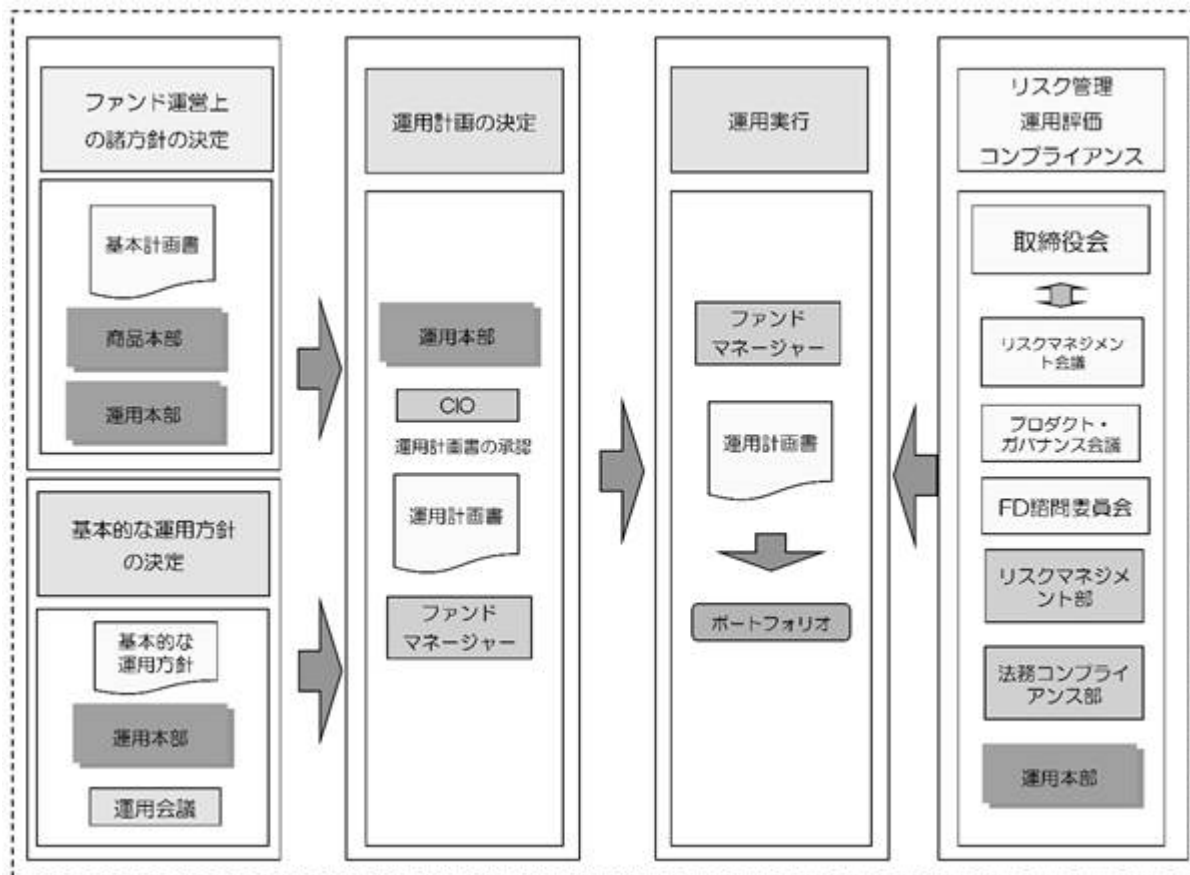 ファンド運営上
の諸方針の決定
基本計画書
商品本部
運用本部
基本的な運用方針
の決定
基本的な
運用方針
運用本部
運用会議
運用計画の決定
運用本部
CIO
運用計画書の承認
運用計画書
ファンド
マネージャー
運用実行
ファンド
マネージャー
運用計画書
ポートフォリオ
リスク管理
運用評価
コンプライアンス
取締役会
リスクマネジメン
ト会議
プロダクト・
ガバナンス会議
FD諮問委員会
リスクマネジメ
ント部
法務コンプライ
アンス部
運用本部